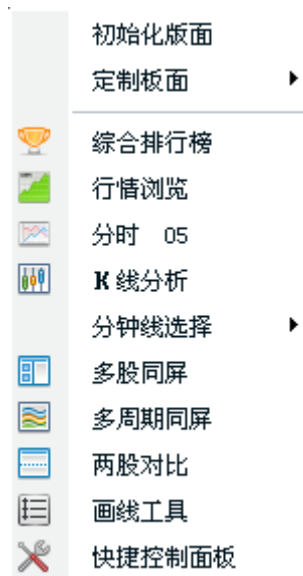 初始化版面
定制板面
综合排行榜
行情浏览
分时 05
K线分析
分钟线选择
多股同屏
多周期同屏
两股对比
画线工具
快捷控制面板